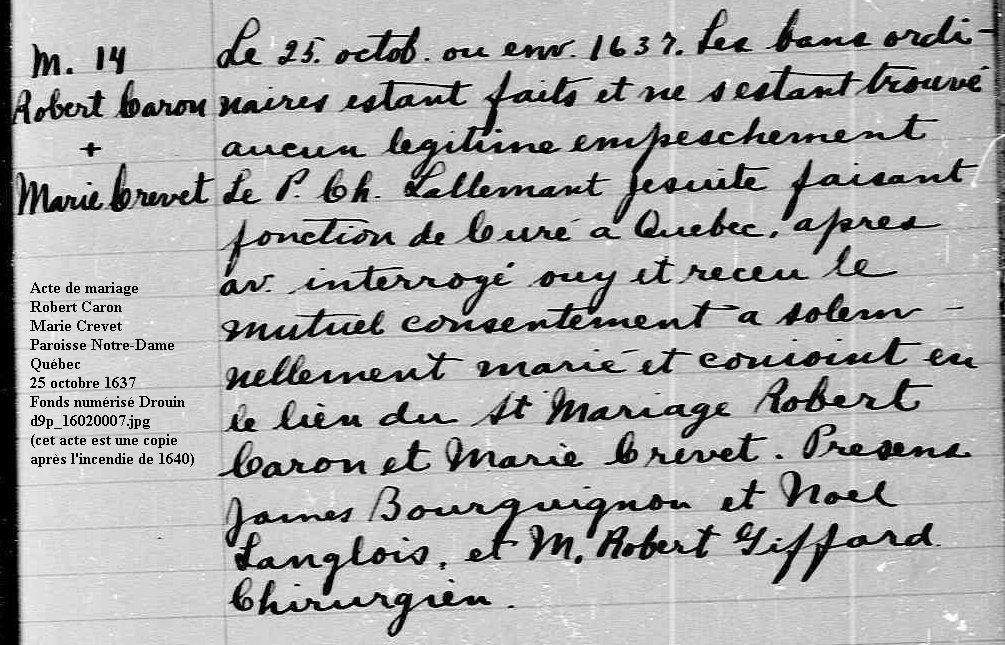 M. 14
Robert Caron
+
Marie Crevet
Le 25. octob. ou env. 1637. Les bans ordi-
naires estant faits et ne s'estant trouvé
aucun legitime empeschement
Le P. Ch. Lallemant Jesuite faisant
fonction de Curé a Quebec, apres
av. interrogé ouy et receu le
mutuel consentement a solem-
nellement marié et conioint en
le lien du St Mariage Robert
Caron et Marie Crevet. Presens
James Bourguignon et Noel
Langlois, et M. Robert Giffard
Chirurgien.
Acte de mariage
Robert Caron
Marie Crevet
Paroisse Notre-Dame
Québec
25 octobre 1637
Fonds numérisé Drouin
d9p_16020007.jpg
(cet acte est une copie
après l'incendie de 1640)